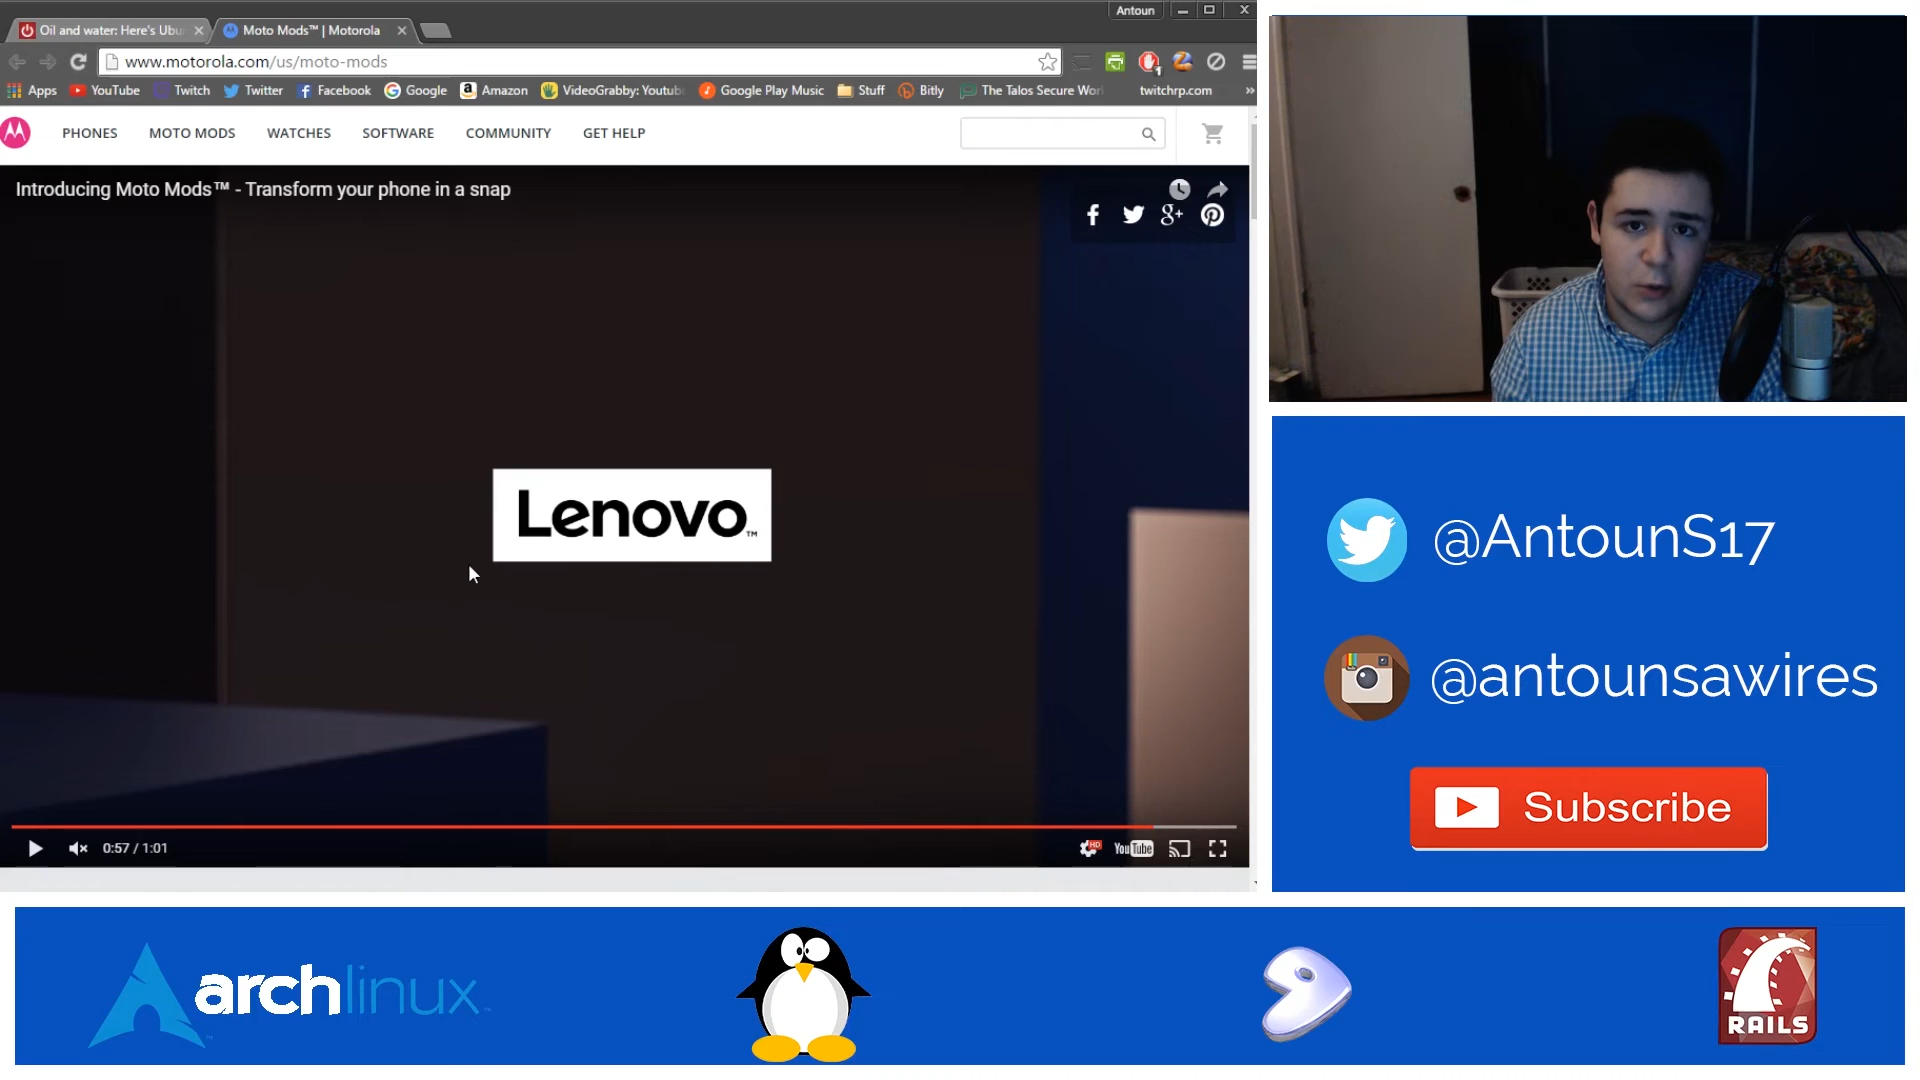 Antoun
Oil and water: Here's Ubu
Moto Mods™ | Motorola
www.motorola.com/us/moto-mods
Apps YouTube Twitch Twitter Facebook Google Amazon VideoGrabby: Youtub Google Play Music Stuff Bitly The Talos Secure Wor twitchrp.com »
PHONES MOTO MODS WATCHES SOFTWARE COMMUNITY GET HELP
Introducing Moto Mods™ - Transform your phone in a snap
g+
Lenovo™
0:57 / 1:01
HD
YouTube
@AntounS17
@antounsawires
Subscribe
archlinux™
RAILS